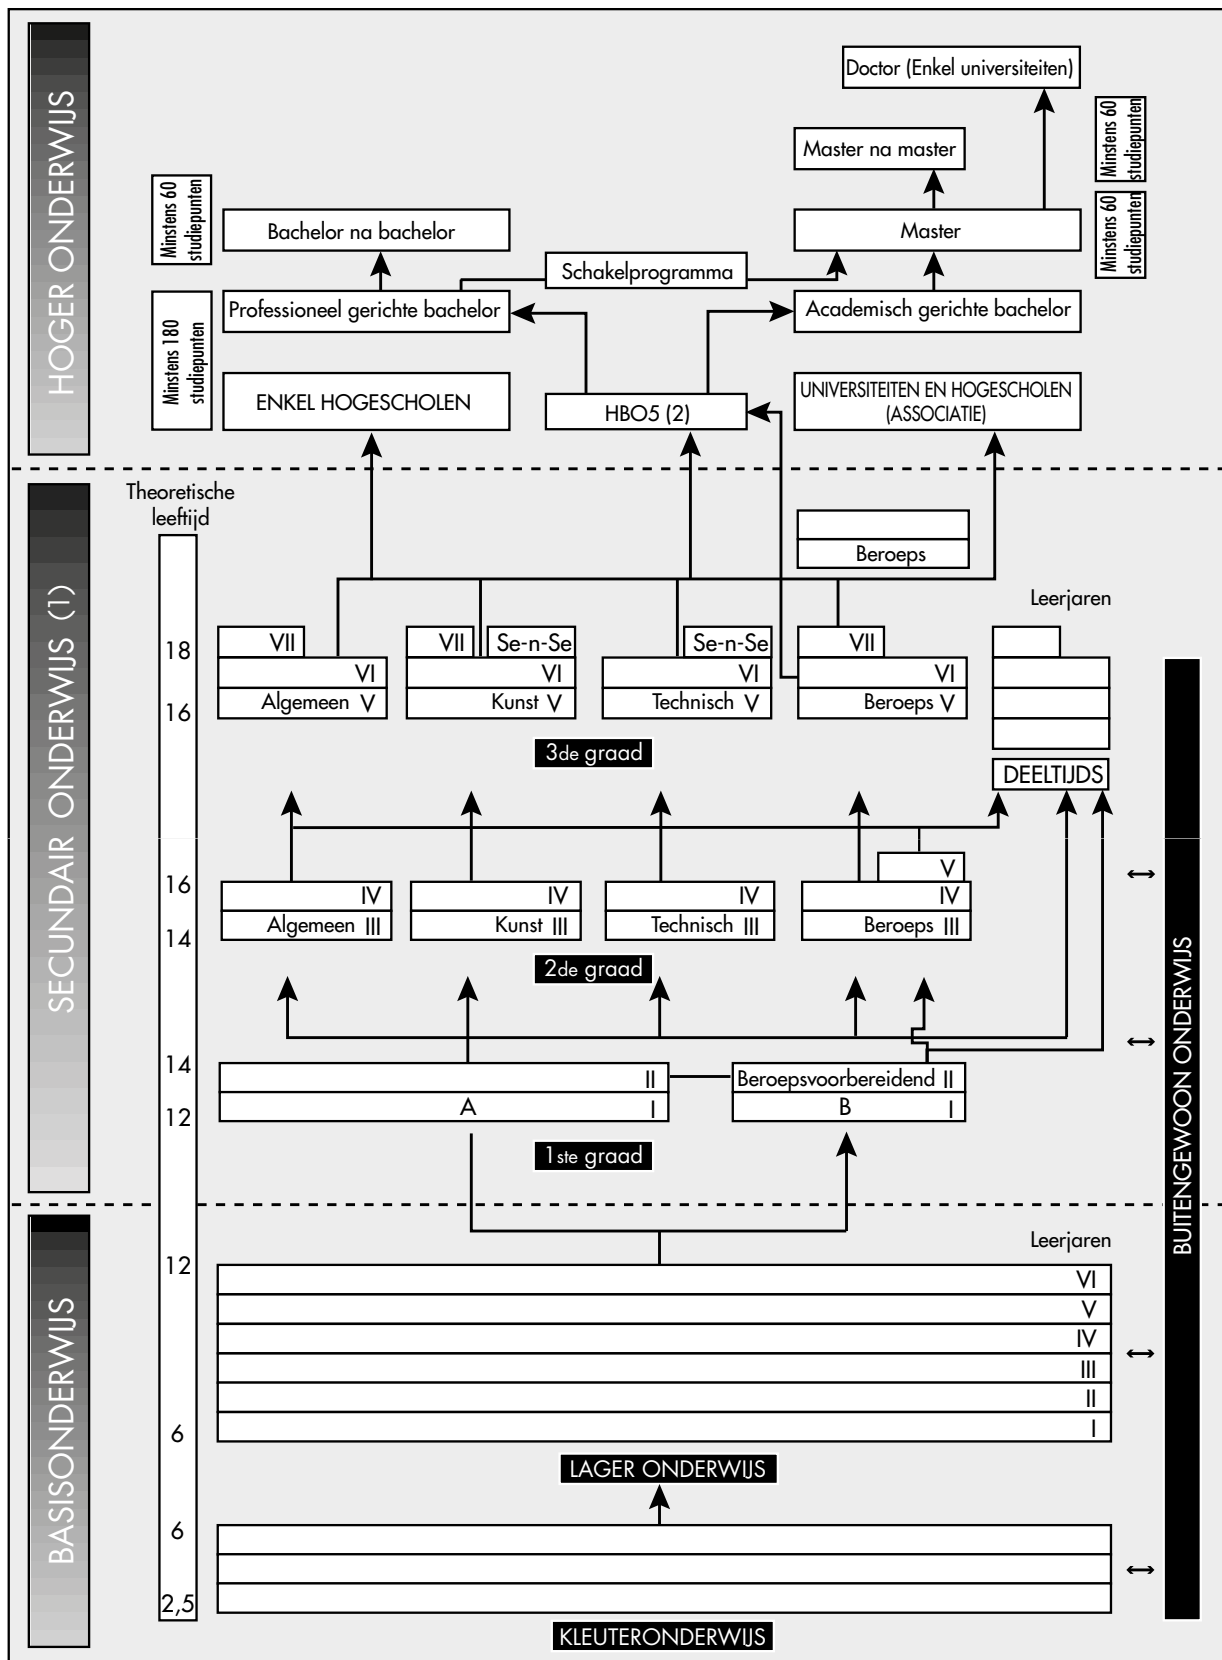 HOGER ONDERWIJS
Doctor (Enkel universiteiten)
Minstens 60
studiepunten
Master na master
Minstens 60
studiepunten
Bachelor na bachelor
Master
Minstens 60
studiepunten
Schakelprogramma
Professioneel gerichte bachelor
Academisch gerichte bachelor
Minstens 180
studiepunten
ENKEL HOGESCHOLEN
HBO5 (2)
UNIVERSITEITEN EN HOGESCHOLEN
(ASSOCIATIE)
SECUNDAIR ONDERWIJS (1)
Theoretische
leeftijd
Beroeps
Leerjaren
18
VII
VII
Se-n-Se
Se-n-Se
VII
VI
VI
VI
VI
16
Algemeen V
Kunst V
Technisch V
Beroeps V
3de graad
DEELTIJDS
V
16
IV
IV
IV
IV
14
Algemeen III
Kunst III
Technisch III
Beroeps III
2de graad
14
II
Beroepsvoorbereidend II
12
A I
B I
1ste graad
BUITENGEWOON ONDERWIJS
BASISONDERWIJS
Leerjaren
12
VI
V
IV
III
II
6
I
LAGER ONDERWIJS
6
2,5
KLEUTERONDERWIJS